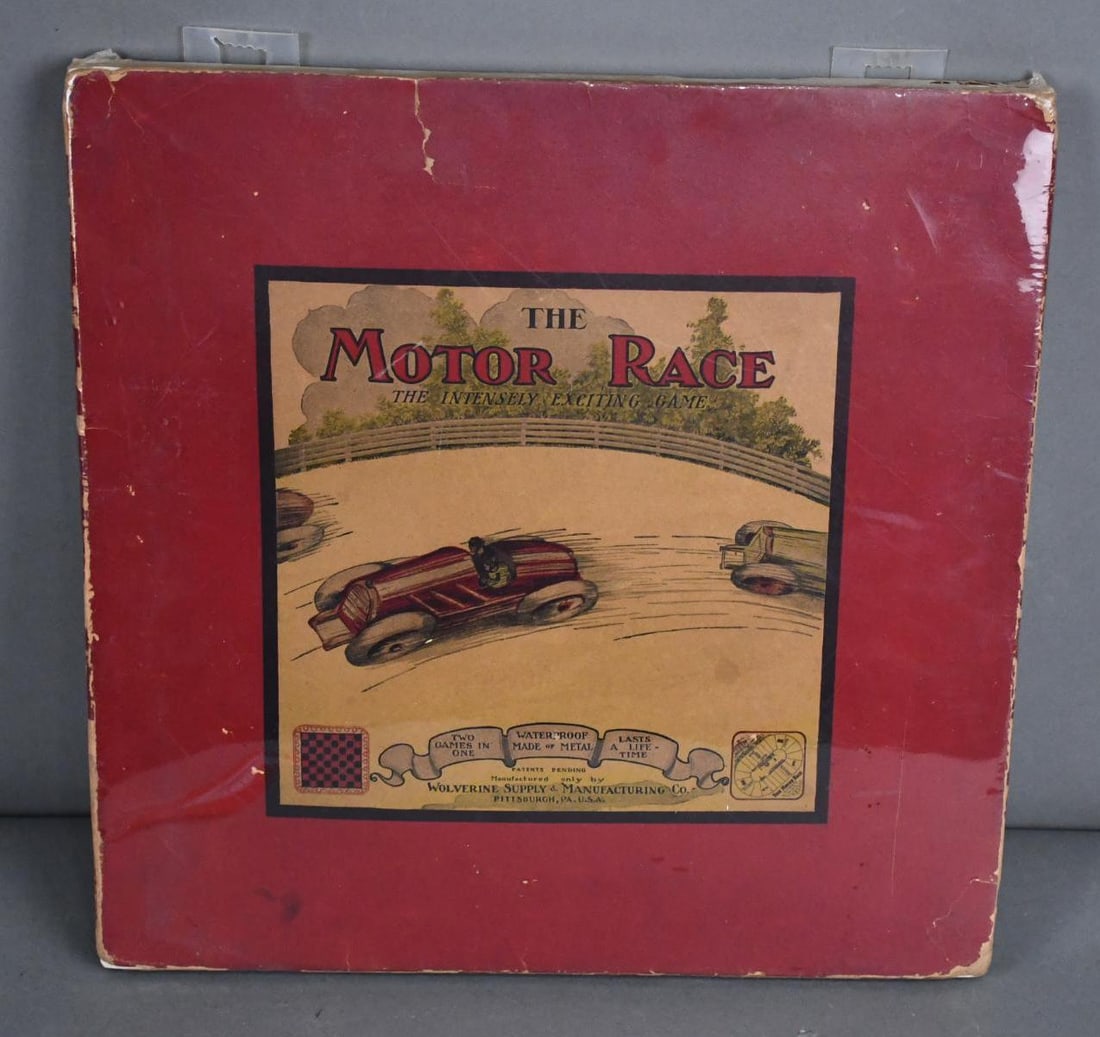 THE
MOTOR RACE
THE INTENSELY EXCITING GAME
TWO GAMES IN ONE
WATERPROOF MADE OF METAL
LASTS A LIFE-TIME
PATENTS PENDING
Manufactured only by
WOLVERINE SUPPLY & MANUFACTURING CO.
PITTSBURGH, PA. U.S.A.